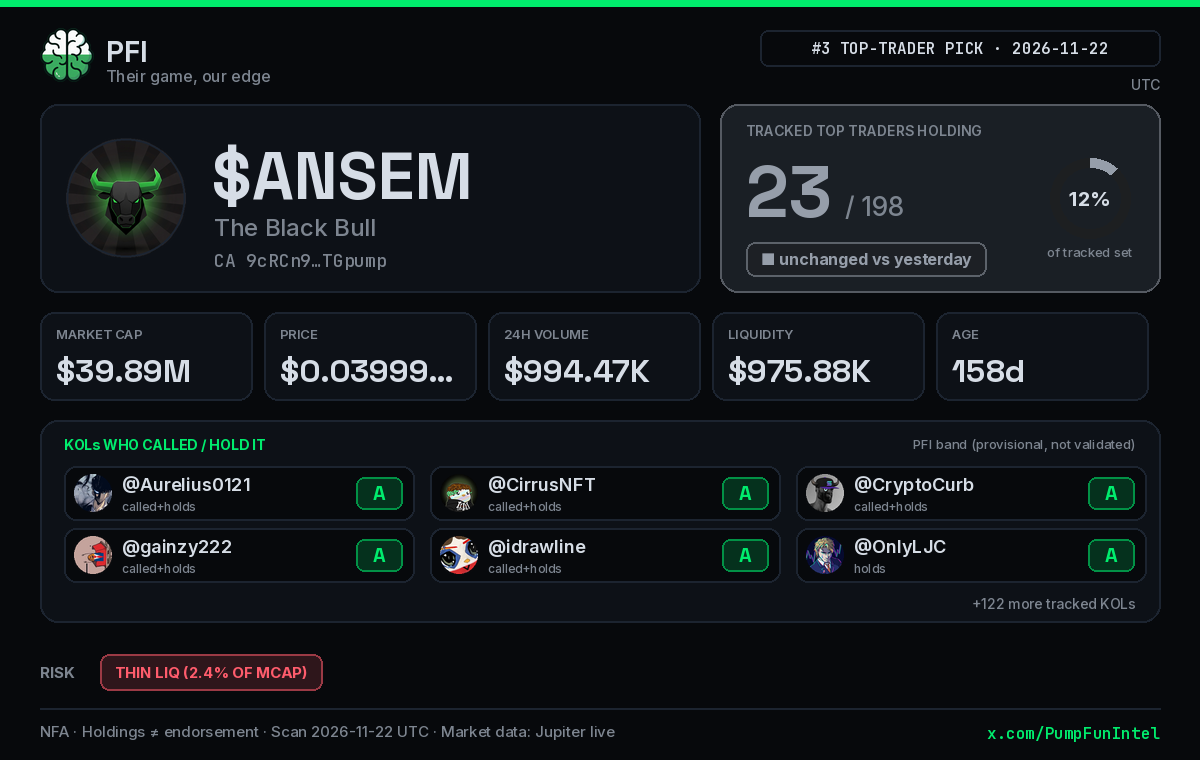 PFI
Their game, our edge
#3 TOP-TRADER PICK · 2026-11-22
UTC
$ANSEM
The Black Bull
CA 9cRCn9…TGpump
TRACKED TOP TRADERS HOLDING
23 / 198
12%
of tracked set
■ unchanged vs yesterday
MARKET CAP
$39.89M
PRICE
$0.03999…
24H VOLUME
$994.47K
LIQUIDITY
$975.88K
AGE
158d
KOLs WHO CALLED / HOLD IT
PFI band (provisional, not validated)
@Aurelius0121
called+holds
A
@CirrusNFT
called+holds
A
@CryptoCurb
called+holds
A
@gainzy222
called+holds
A
@idrawline
called+holds
A
@OnlyLJC
holds
A
+122 more tracked KOLs
RISK
THIN LIQ (2.4% OF MCAP)
NFA · Holdings ≠ endorsement · Scan 2026-11-22 UTC · Market data: Jupiter live
x.com/PumpFunIntel